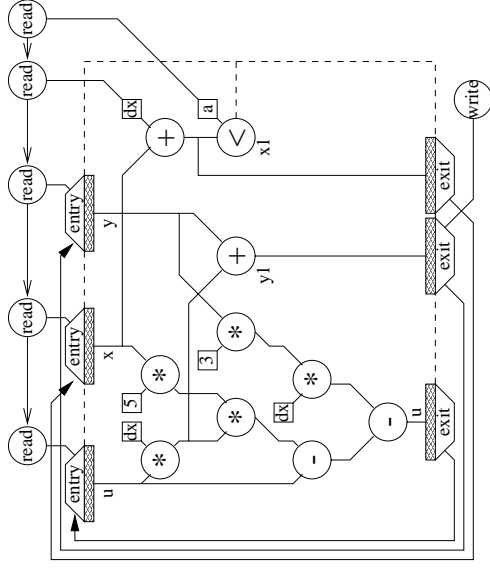 read read read read read
entry entry entry
u x y
dx 5 dx
* * +
3 a
* * + <
y1 x1
dx
- *
-
u
exit exit exit
write